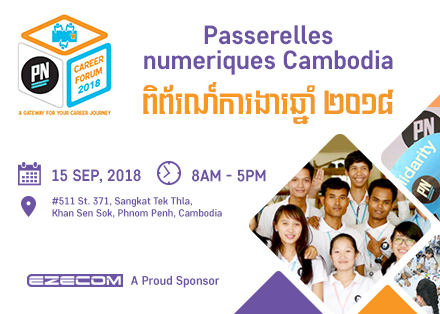 PN
CAREER
FORUM
2018
A GATEWAY FOR YOUR CAREER JOURNEY
Passerelles
numeriques Cambodia
ពិព័រណ៍ការងារឆ្នាំ ២០១៨
15 SEP, 2018
8AM - 5PM
#511 St. 371, Sangkat Tek Thla,
Khan Sen Sok, Phnom Penh, Cambodia
EZECOM
A Proud Sponsor
PN
lidarity
PN